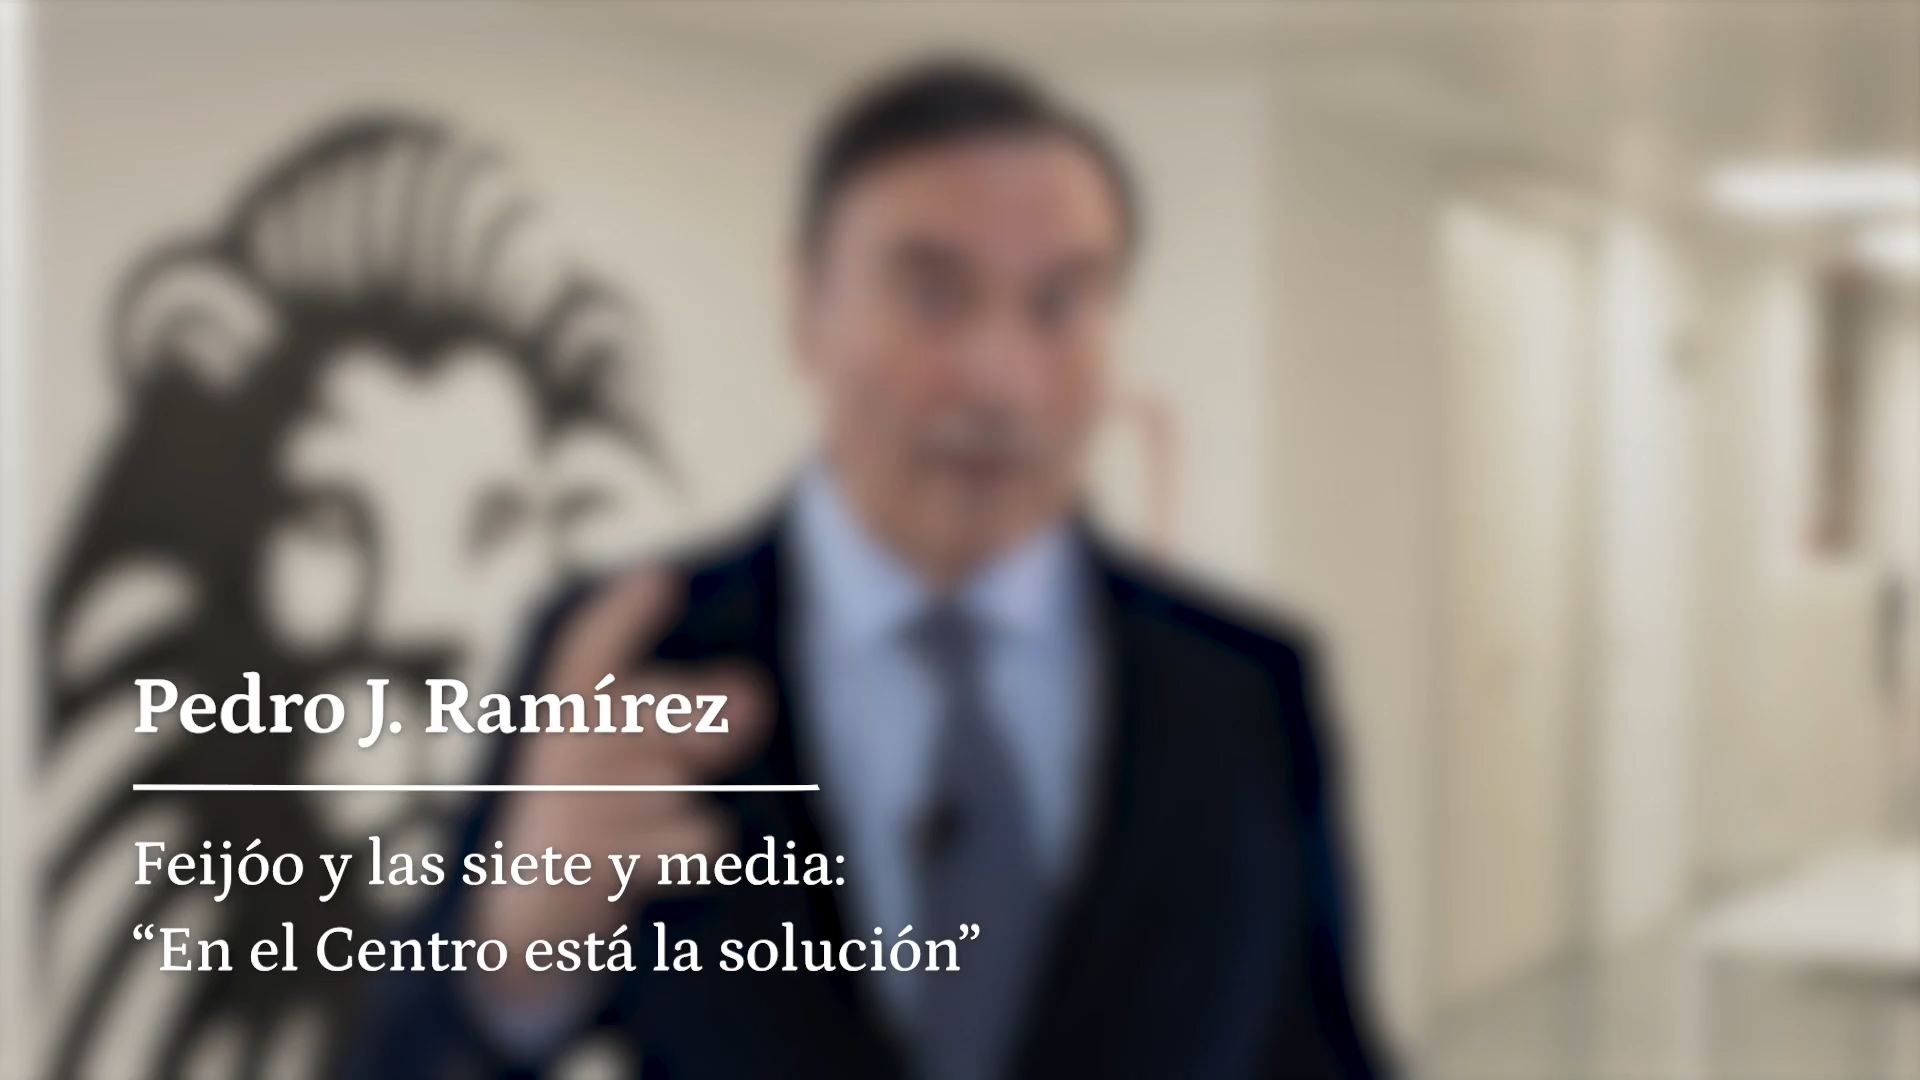 Pedro J. Ramírez
Feijóo y las siete y media:
“En el Centro está la solución”